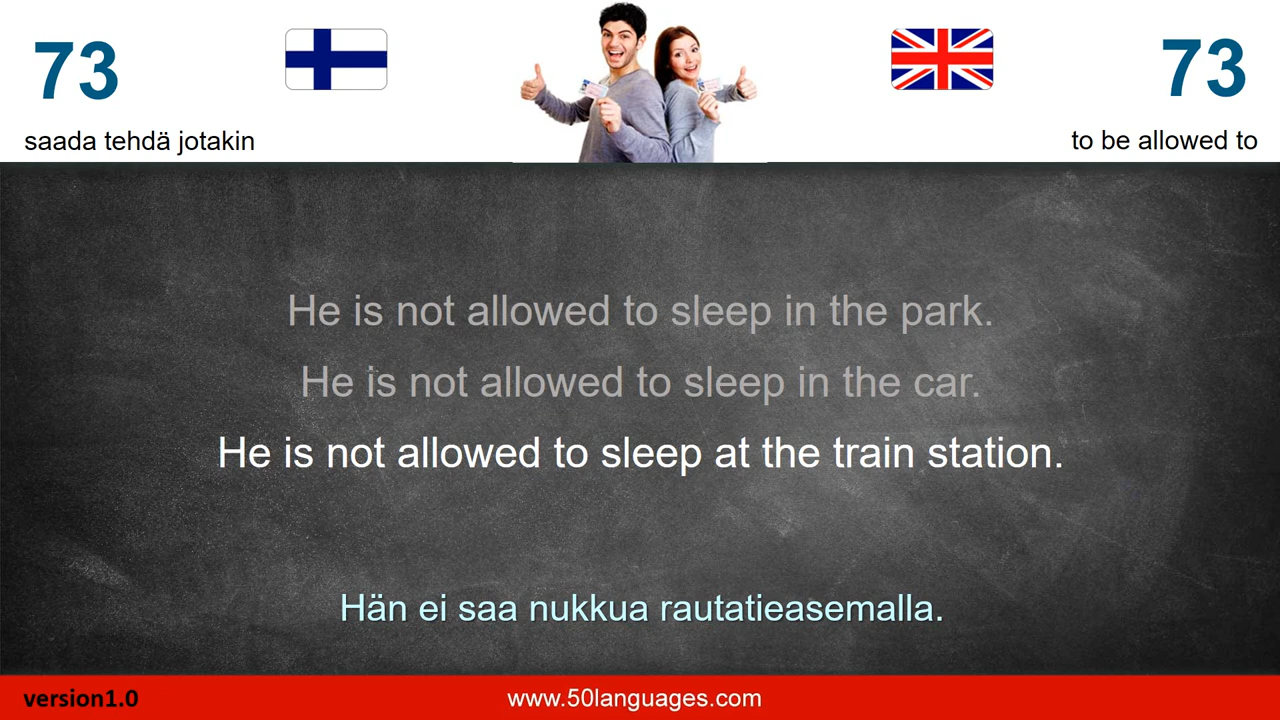 73
73
saada tehdä jotakin
to be allowed to
He is not allowed to sleep in the park.
He is not allowed to sleep in the car.
He is not allowed to sleep at the train station.
Hän ei saa nukkua rautatieasemalla.
version1.0
www.50languages.com